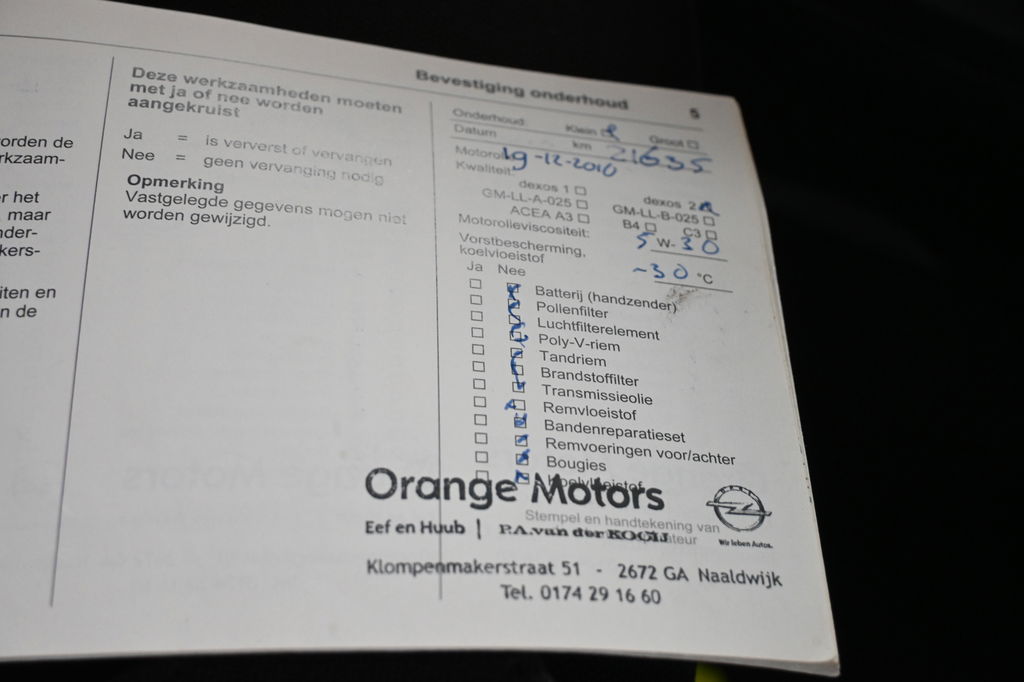 orden de
rkzaam-
r het
maar
nder-
kers-
iten en
n de
Deze werkzaamheden moeten
met ja of nee worden
aangekruist
Ja = is ververst of vervangen
Nee = geen vervanging nodig
Opmerking
Vastgelegde gegevens mogen niet
worden gewijzigd.
Bevestiging onderhoud 5
Onderhoud: Klein Groot
Datum km 21635
19-12-2010
Kwaliteit:
dexos 1 dexos 2
GM-LL-A-025 GM-LL-B-025
ACEA A3 B4 C3
Motorolieviscositeit: 5 W-30
Vorstbescherming,
koelvloeistof -30 °C
Ja Nee
Batterij (handzender)
Pollenfilter
Luchtfilterelement
Poly-V-riem
Tandriem
Brandstoffilter
Transmissieolie
Remvloeistof
Bandenreparatieset
Remvoeringen voor/achter
Bougies
Koelvloeistof
Orange Motors
Stempel en handtekening van
Eef en Huub | P.A. van der KOOIJ
Wir leben Autos.
Klompenmakerstraat 51 - 2672 GA Naaldwijk
Tel. 0174 29 16 60